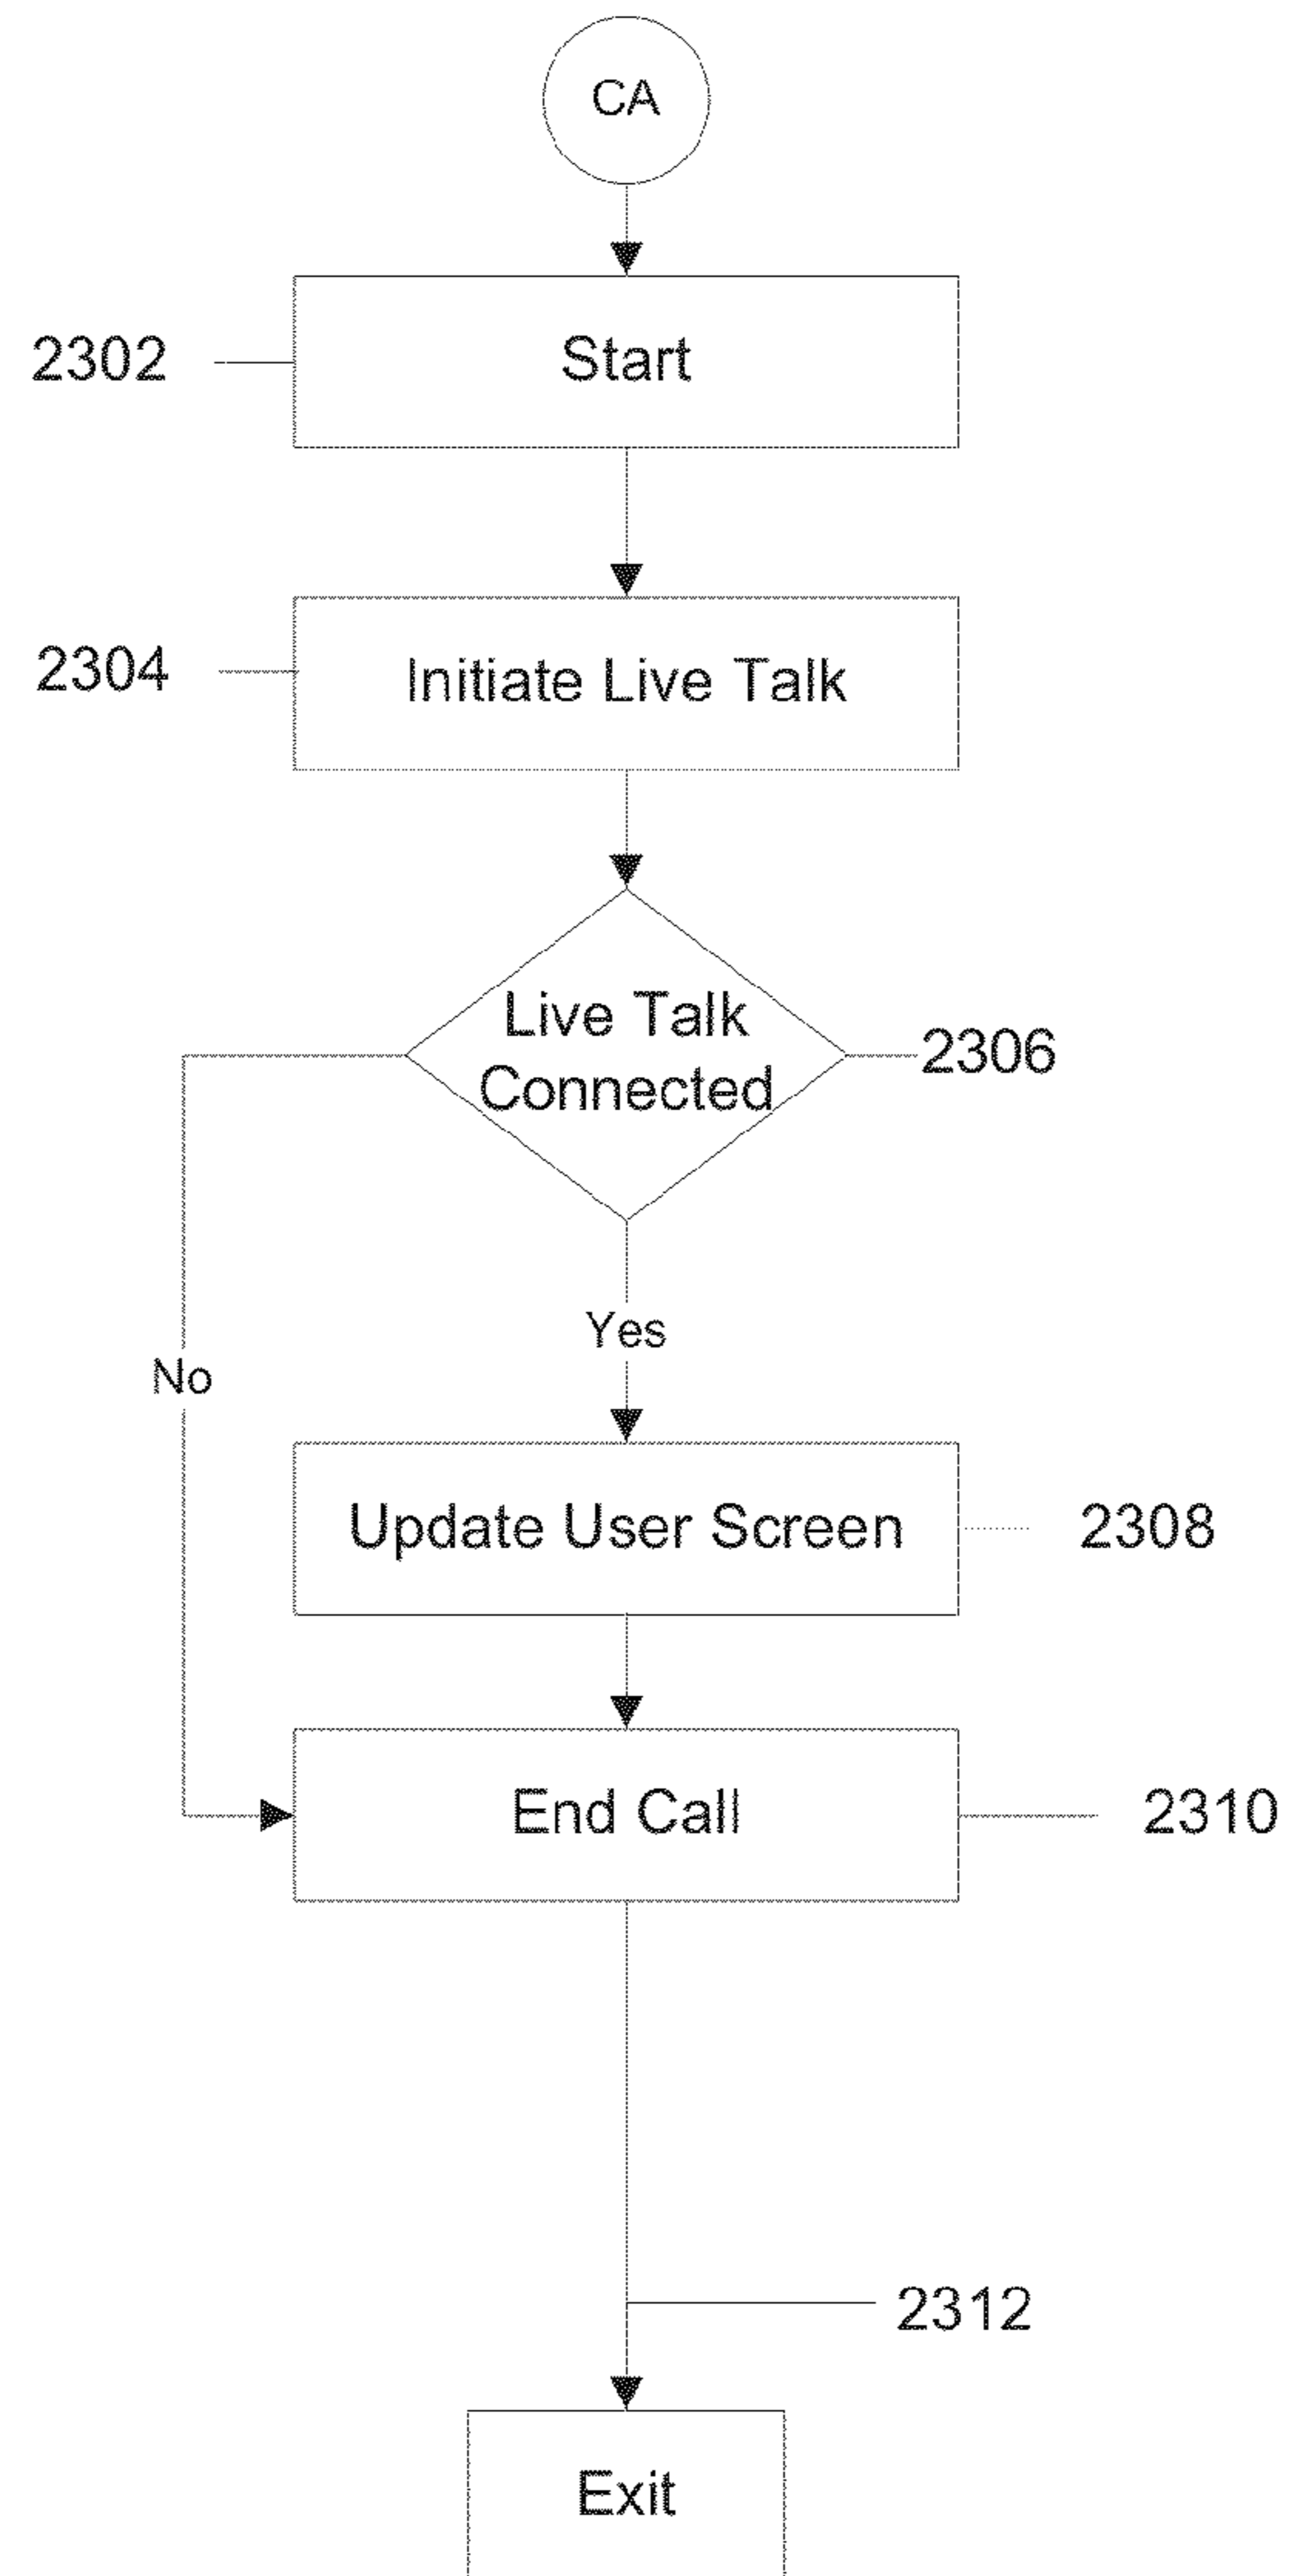 CA
2302
Start
2304
Initiate Live Talk
Live Talk
Connected
2306
Yes
No
Update User Screen
2308
End Call
2310
2312
Exit